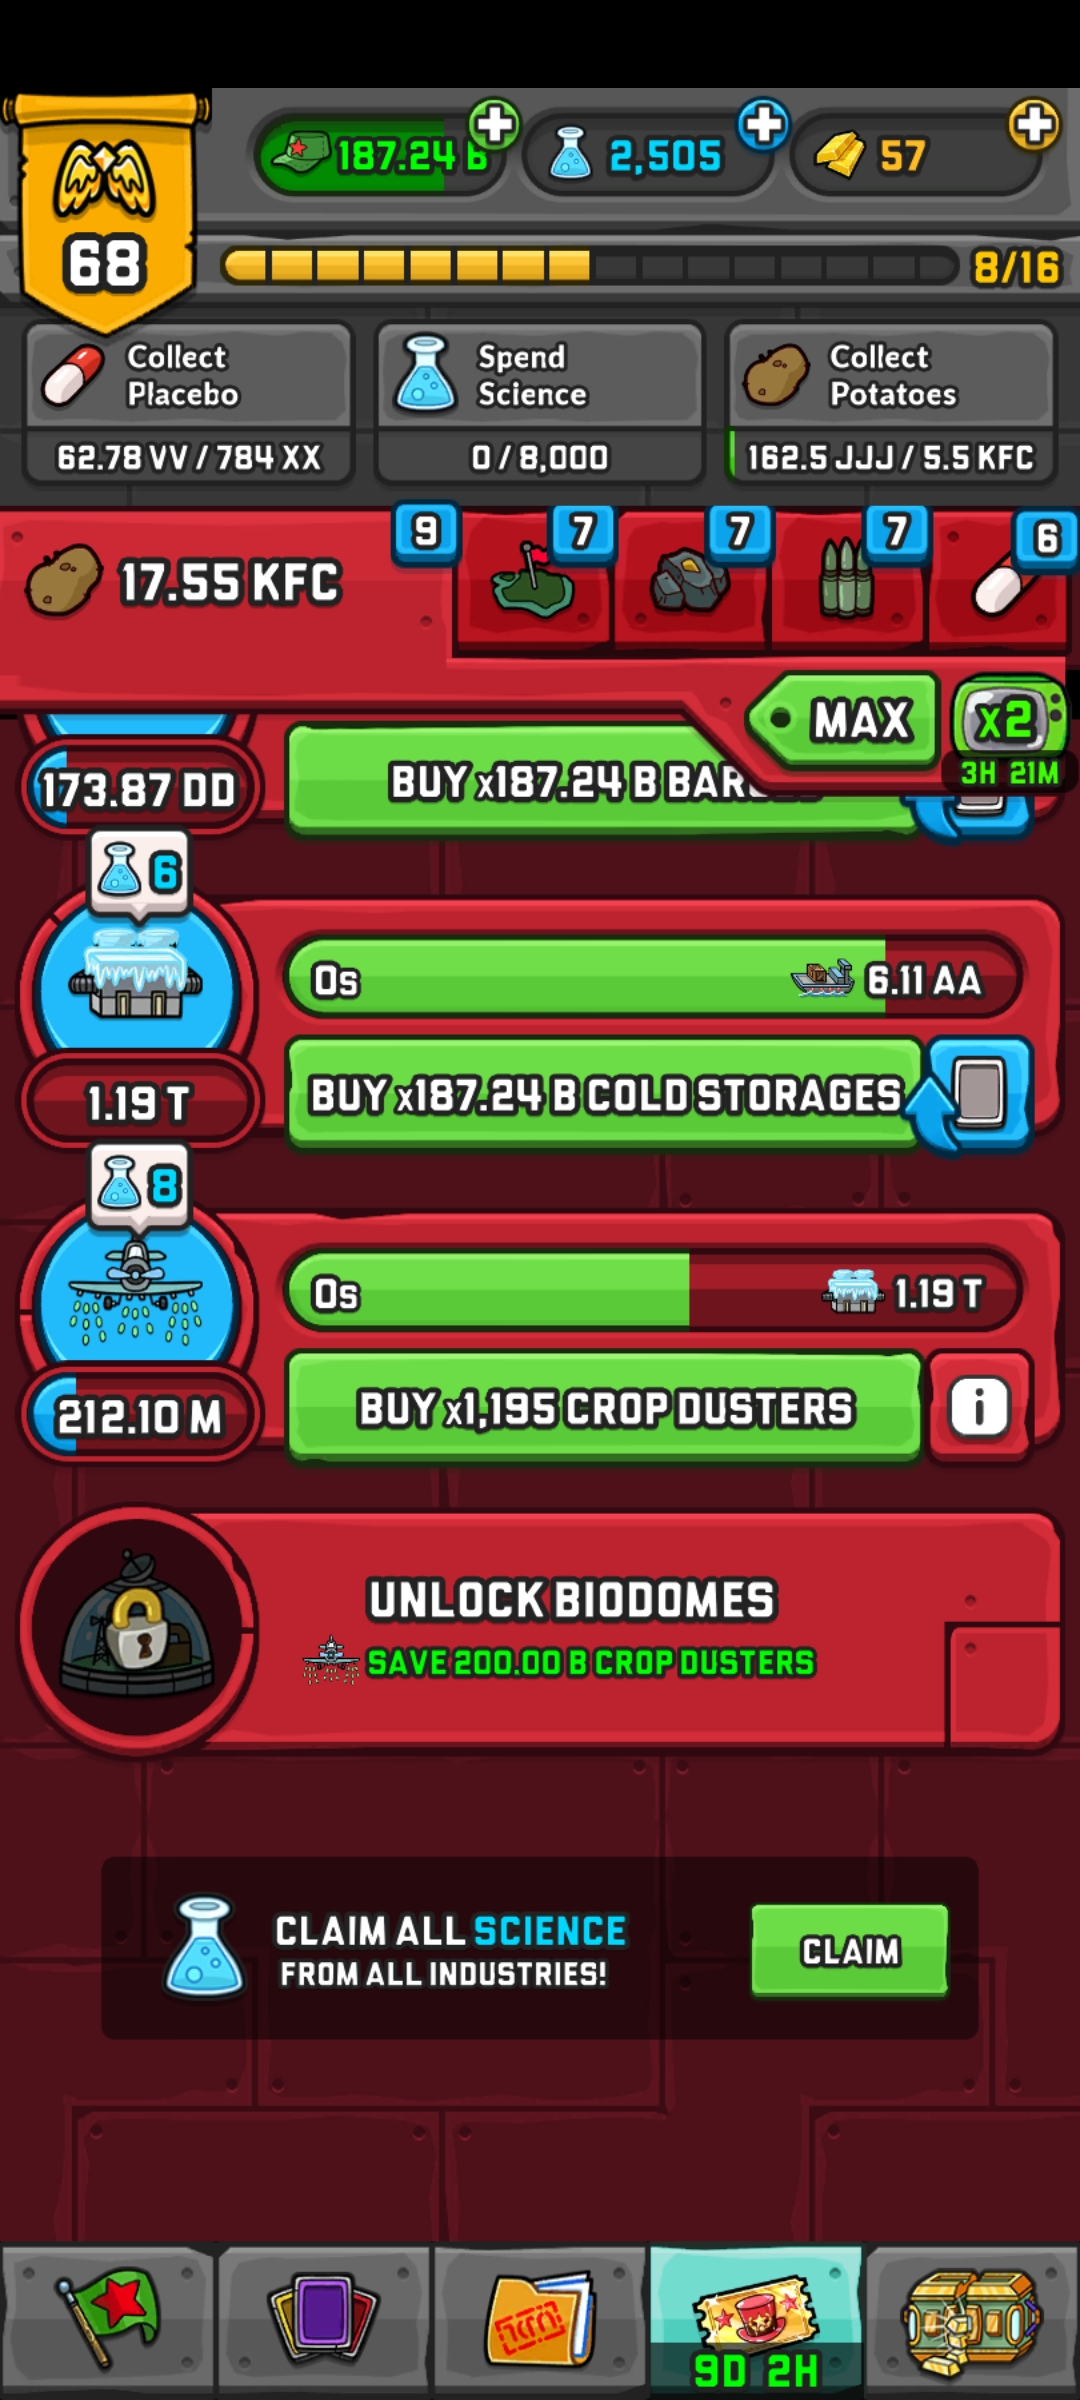 187.24 B
2,505
57
68
8/16
Collect
Placebo
62.78 VV / 784 XX
Spend
Science
0 / 8,000
Collect
Potatoes
162.5 JJJ / 5.5 KFC
17.55 KFC
9
7
7
7
6
MAX
x2
3H 21M
173.87 DD
BUY x187.24 B
6
0s
6.11 AA
1.19 T
BUY x187.24 B COLD STORAGES
8
0s
1.19 T
212.10 M
BUY x1,195 CROP DUSTERS
i
UNLOCK BIODOMES
SAVE 200.00 B CROP DUSTERS
CLAIM ALL SCIENCE
FROM ALL INDUSTRIES!
CLAIM
9D 2H